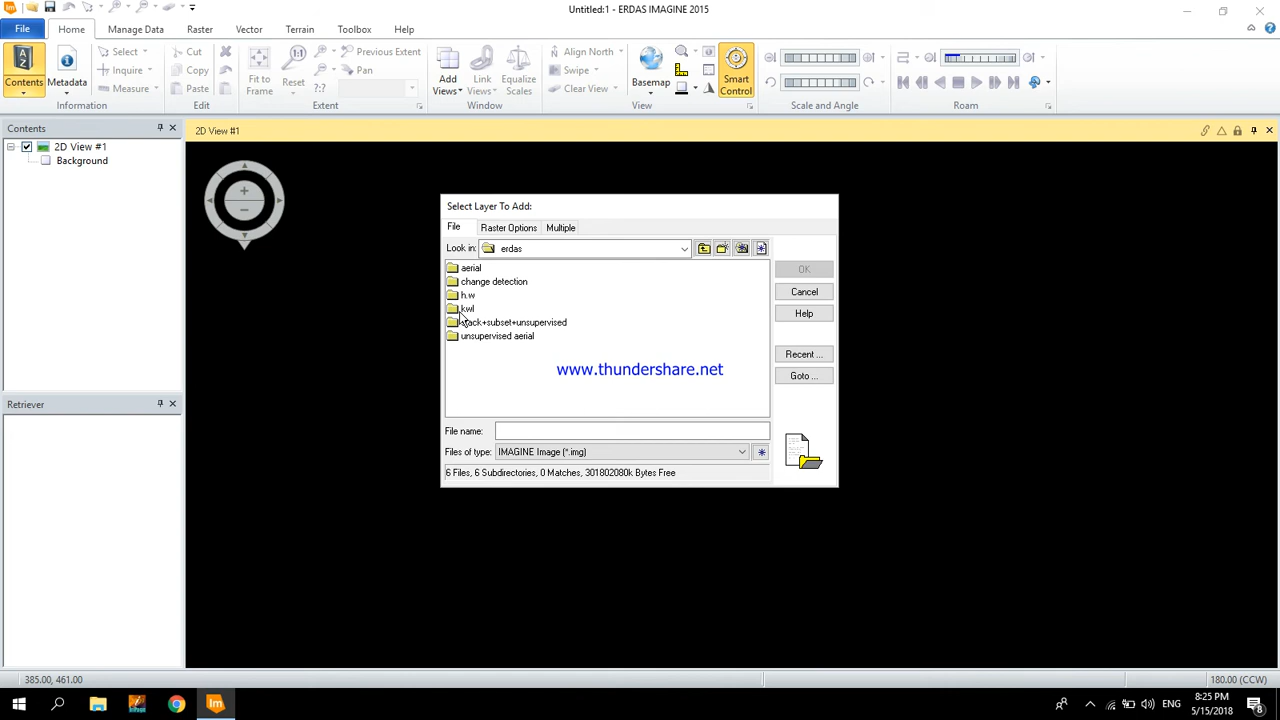 Untitled:1 - ERDAS IMAGINE 2015
File Home Manage Data Raster Vector Terrain Toolbox Help
Contents
Metadata
Select
Inquire
Measure
Information
Cut
Copy
Paste
Edit
Fit to Frame
1:1
Reset
Previous Extent
Pan
?:?
Extent
Add Views
Link Views
Equalize Scales
Window
Align North
Swipe
Clear View
Basemap
View
Smart Control
Scale and Angle
Roam
Contents
2D View #1
Background
Retriever
2D View #1
Select Layer To Add:
File Raster Options Multiple
Look in: erdas
aerial
change detection
h.w
kwl
unsupervised aerial
www.thundershare.net
File name:
Files of type: IMAGINE Image (*.img)
6 Files, 6 Subdirectories, 0 Matches, 301802080k Bytes Free
OK
Cancel
Help
Recent ...
Goto ...
385.00, 461.00
180.00 (CCW)
ENG
8:25 PM
5/15/2018
8